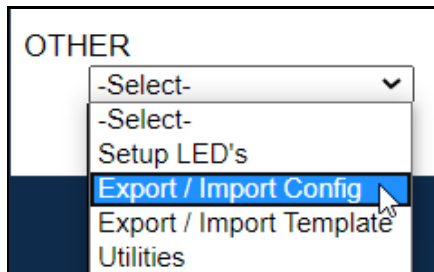 OTHER
-Select-
-Select-
Setup LED's
Export / Import Config
Export / Import Template
Utilities